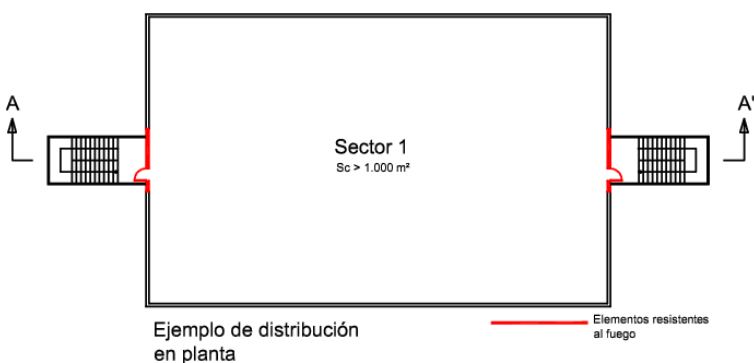 A
A'
Sector 1
Sc > 1.000 m²
Ejemplo de distribución
en planta
Elementos resistentes
al fuego